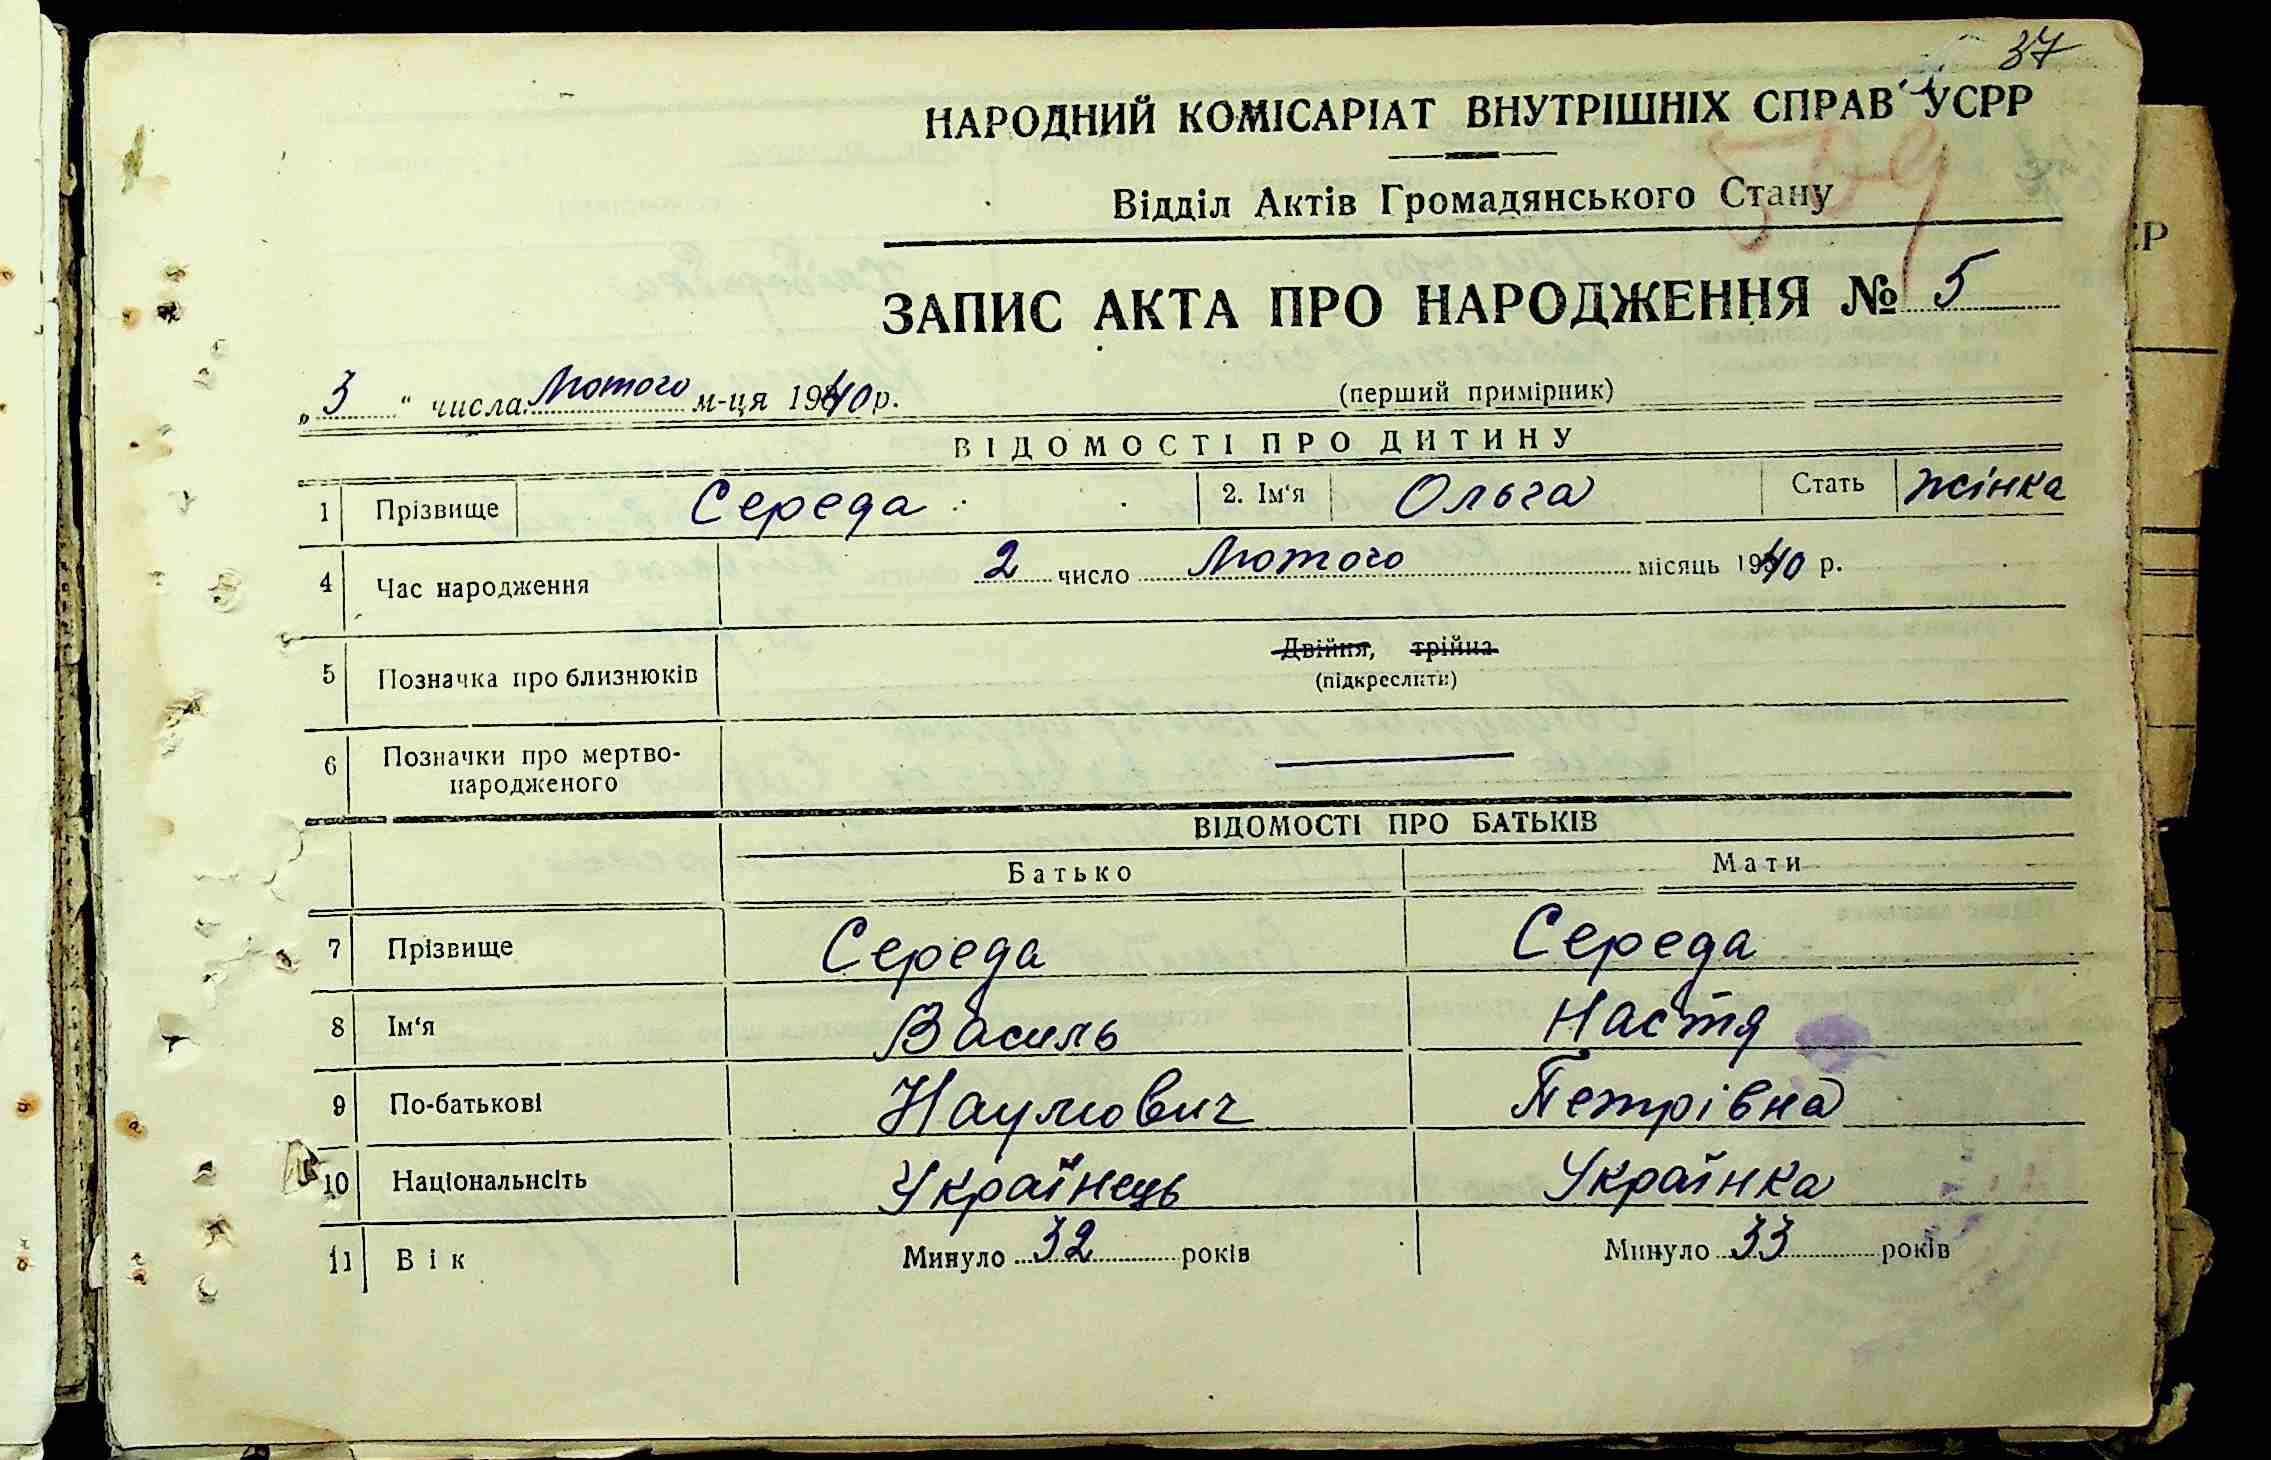 37
НАРОДНИЙ КОМІСАРІАТ ВНУТРІШНІХ СПРАВ УСРР
509
Відділ Актів Громадянського Стану
ЗАПИС АКТА ПРО НАРОДЖЕННЯ № 5
„3" числа Лютого м-ця 1940 р.
(перший примірник)
ВІДОМОСТІ ПРО ДИТИНУ
1 Прізвище Середа 2. Ім'я Ольга Стать жінка
4 Час народження 2 число Лютого місяць 1940 р.
5 Позначка про близнюків Двійня, трійна
(підкреслити)
6 Позначки про мертво-
народженого
ВІДОМОСТІ ПРО БАТЬКІВ
Батько Мати
7 Прізвище Середа Середа
8 Ім'я Василь Настя
9 По-батькові Наумович Петрівна
10 Національнсіть Українець Українка
11 Вік Минуло 32 років Минуло 33 років